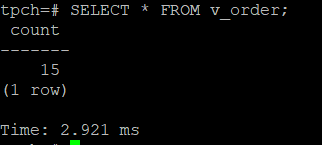 tpch=# SELECT * FROM v_order;
 count
-------
    15
(1 row)

Time: 2.921 ms